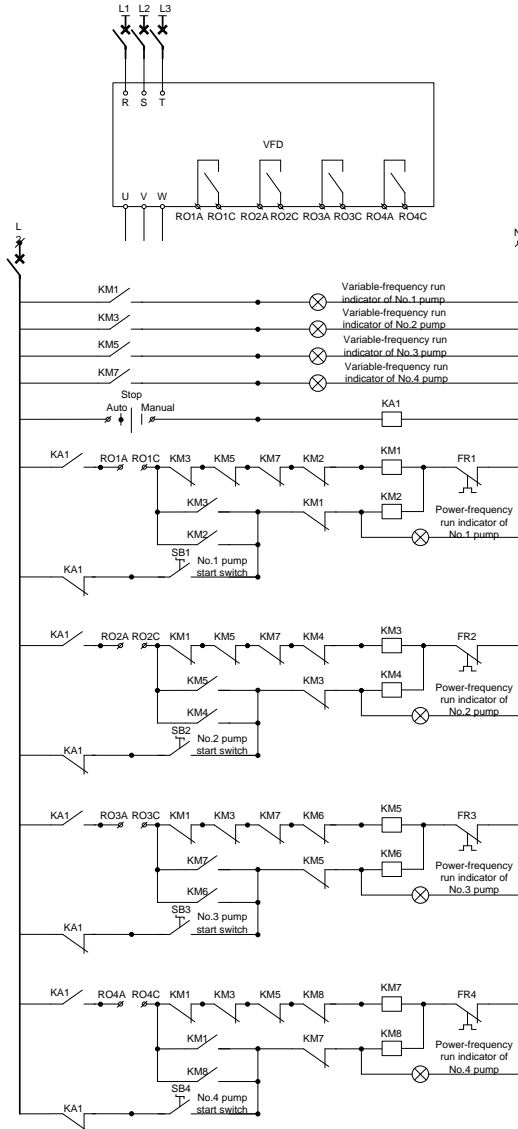 L1 L2 L3
R S T
VFD
U V W
RO1A RO1C RO2A RO2C RO3A RO3C RO4A RO4C
L
N
KM1
Variable-frequency run
indicator of No.1 pump
KM3
Variable-frequency run
indicator of No.2 pump
KM5
Variable-frequency run
indicator of No.3 pump
KM7
Variable-frequency run
indicator of No.4 pump
Stop
Auto Manual
KA1
KA1 RO1A RO1C KM3 KM5 KM7 KM2 KM1 FR1
KM3 KM1 KM2
Power-frequency
run indicator of
No.1 pump
KM2
SB1
No.1 pump
start switch
KA1
KA1 RO2A RO2C KM1 KM5 KM7 KM4 KM3 FR2
KM5 KM3 KM4
Power-frequency
run indicator of
No.2 pump
KM4
SB2
No.2 pump
start switch
KA1
KA1 RO3A RO3C KM1 KM3 KM7 KM6 KM5 FR3
KM7 KM5 KM6
Power-frequency
run indicator of
No.3 pump
KM6
SB3
No.3 pump
start switch
KA1
KA1 RO4A RO4C KM1 KM3 KM5 KM8 KM7 FR4
KM1 KM7 KM8
Power-frequency
run indicator of
No.4 pump
KM8
SB4
No.4 pump
start switch
KA1